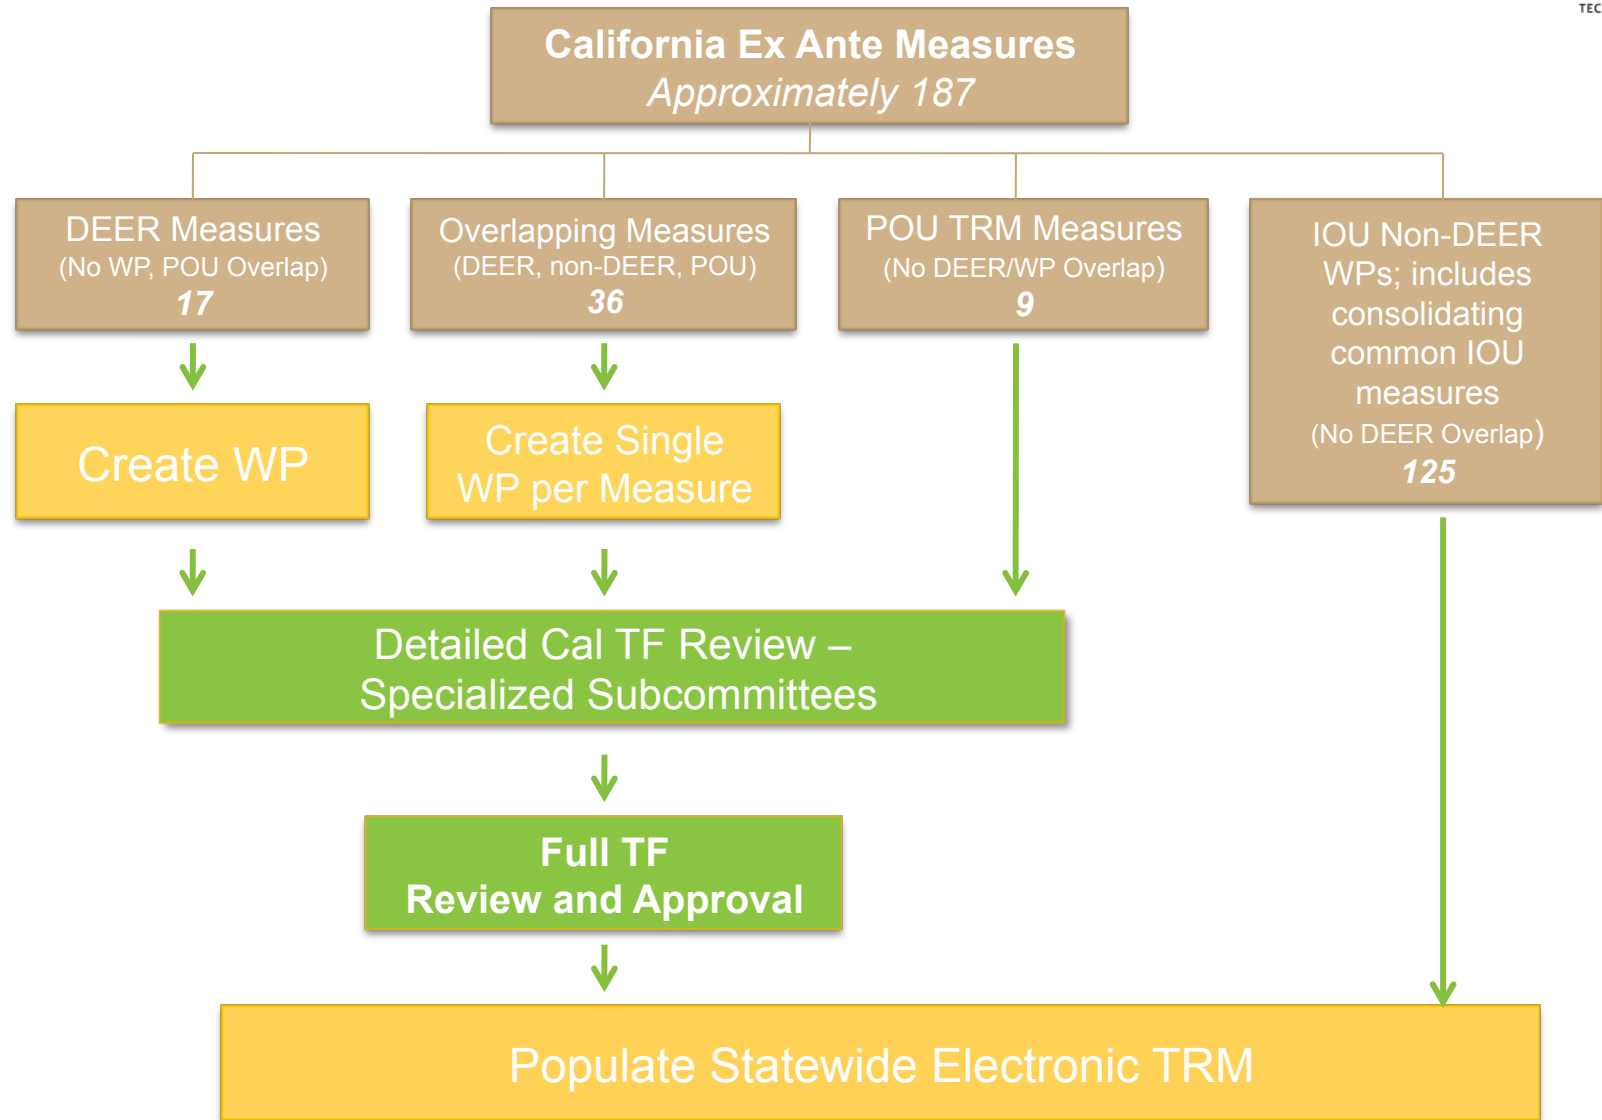 TEC
California Ex Ante Measures
Approximately 187
DEER Measures
(No WP, POU Overlap)
17
Overlapping Measures
(DEER, non-DEER, POU)
36
POU TRM Measures
(No DEER/WP Overlap)
9
IOU Non-DEER
WPs; includes
consolidating
common IOU
measures
(No DEER Overlap)
125
Create WP
Create Single
WP per Measure
Detailed Cal TF Review –
Specialized Subcommittees
Full TF
Review and Approval
Populate Statewide Electronic TRM